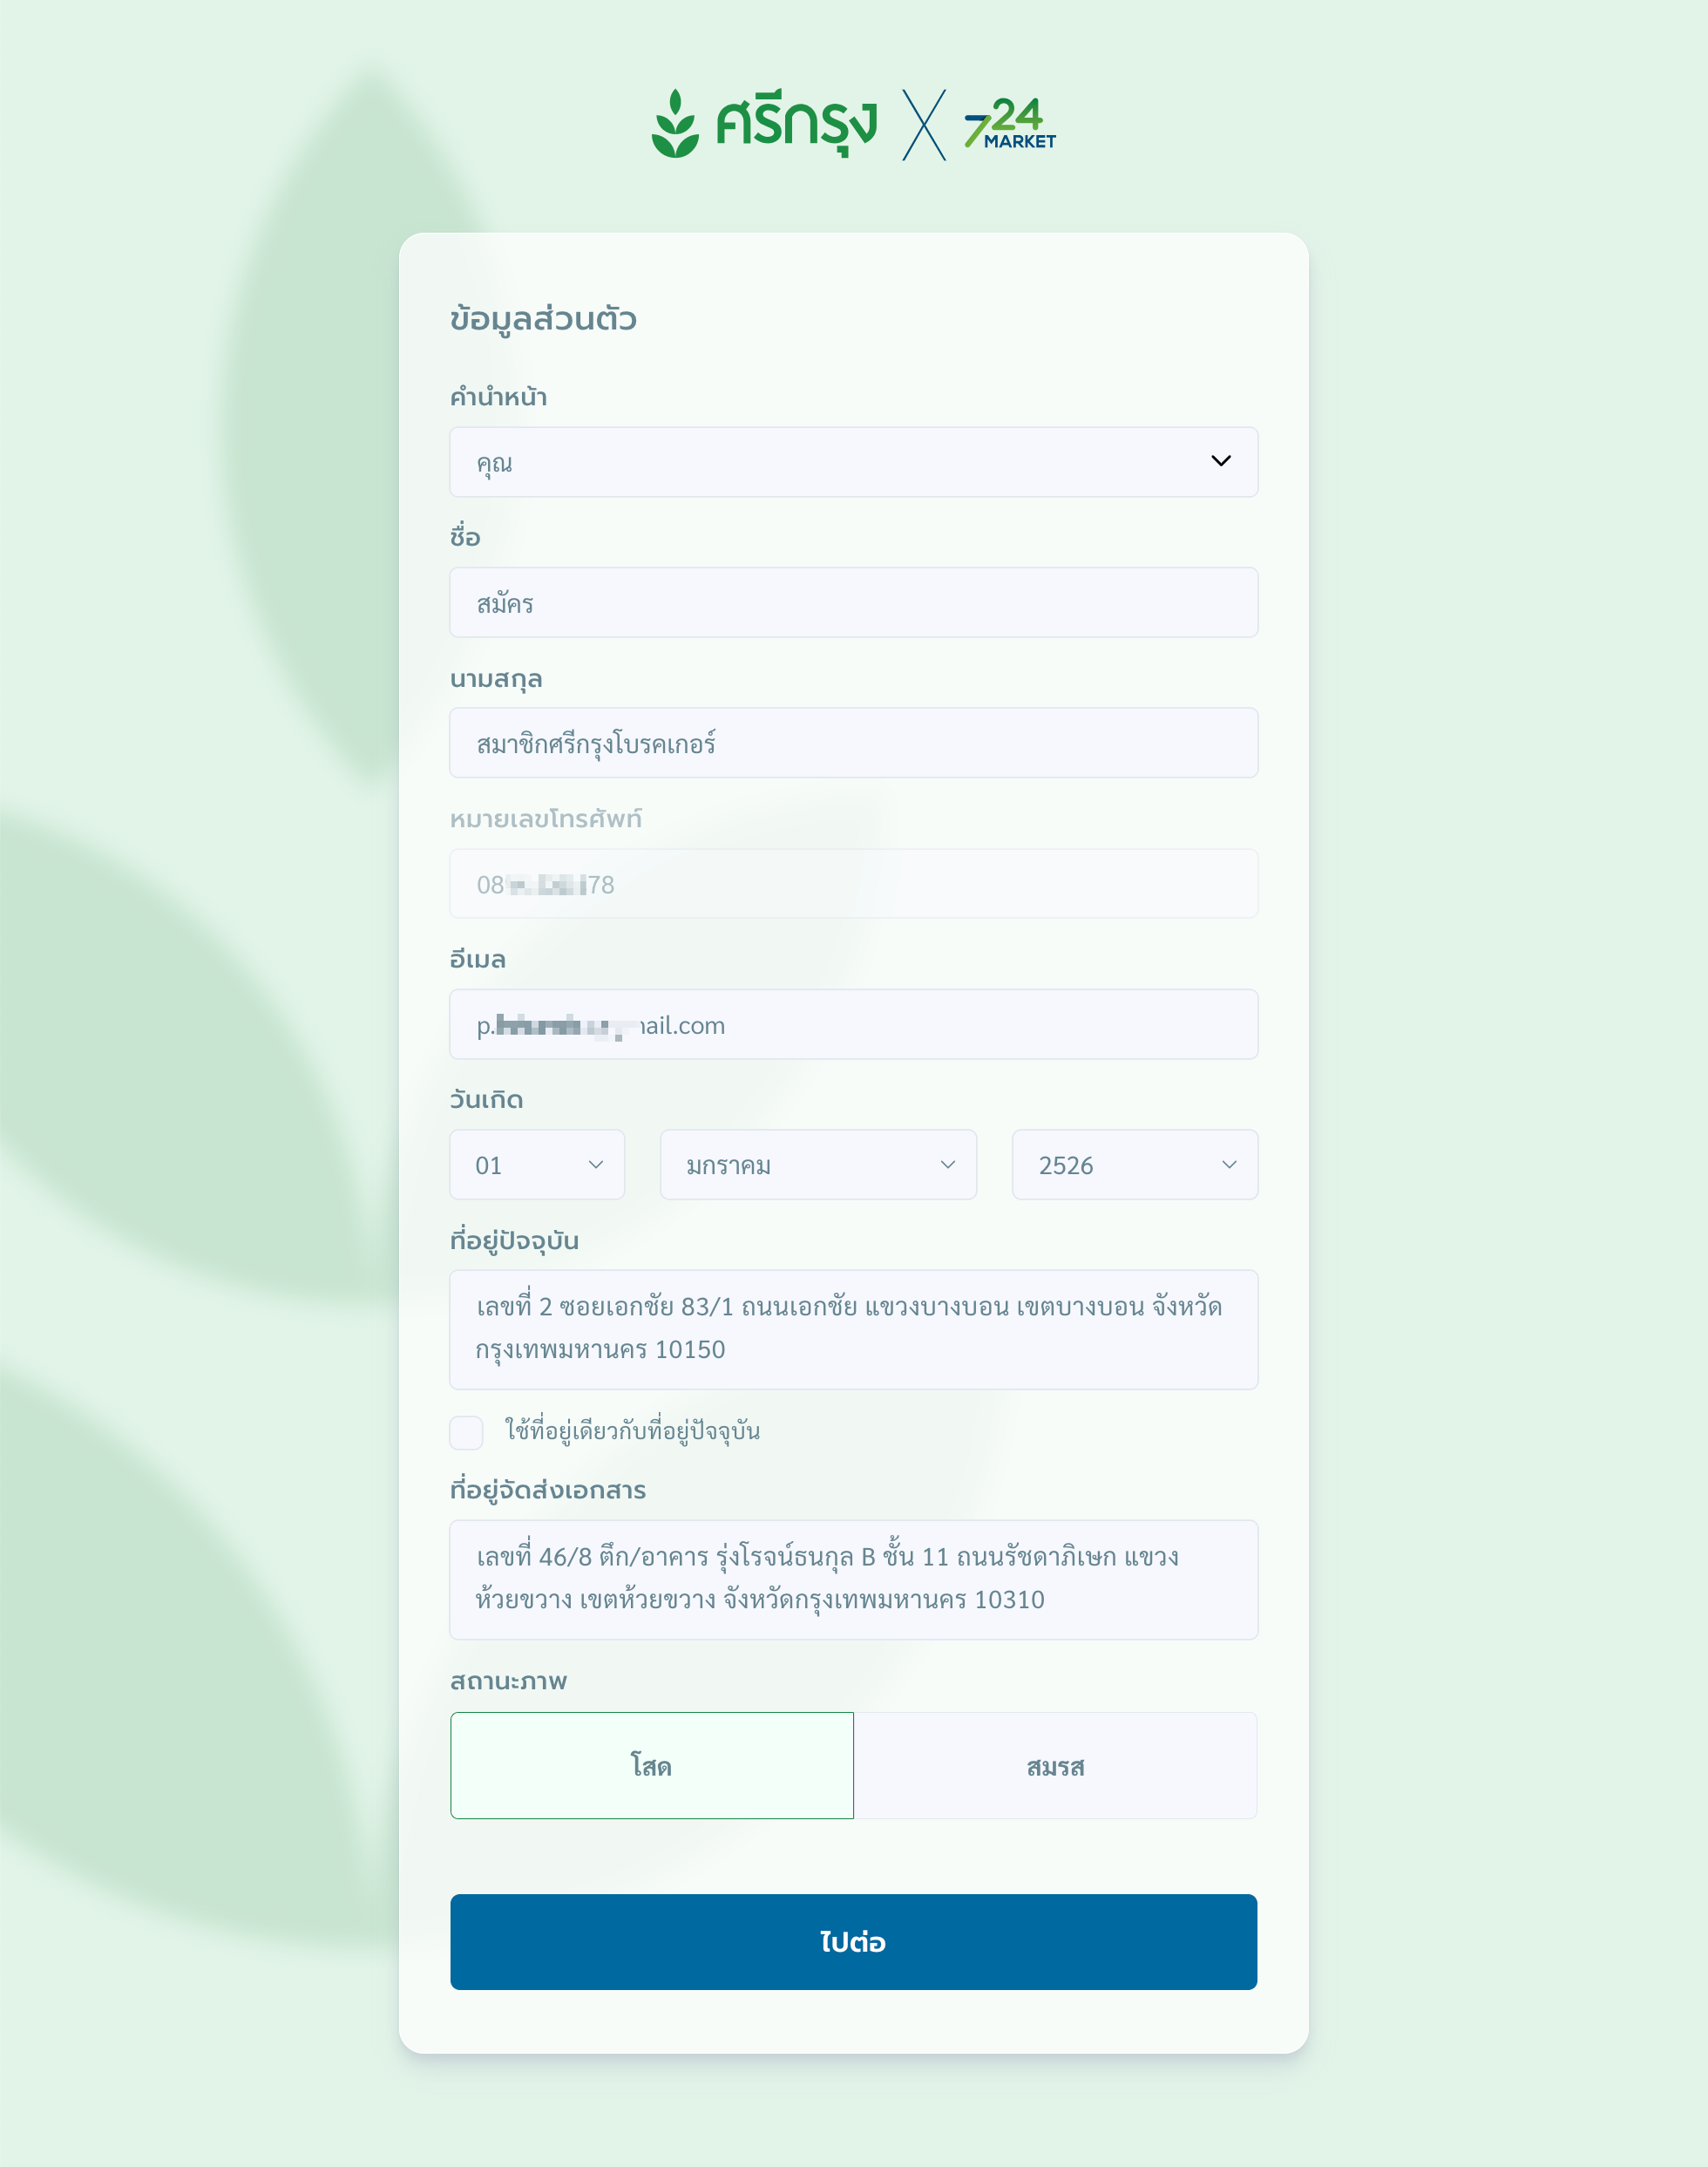 ศรีกรุง 724 MARKET
ข้อมูลส่วนตัว
คำนำหน้า
คุณ
ชื่อ
สมัคร
นามสกุล
สมาชิกศรีกรุงโบรคเกอร์
หมายเลขโทรศัพท์
08 78
อีเมล
p. ail.com
วันเกิด
01 มกราคม 2526
ที่อยู่ปัจจุบัน
เลขที่ 2 ซอยเอกชัย 83/1 ถนนเอกชัย แขวงบางบอน เขตบางบอน จังหวัด
กรุงเทพมหานคร 10150
ใช้ที่อยู่เดียวกับที่อยู่ปัจจุบัน
ที่อยู่จัดส่งเอกสาร
เลขที่ 46/8 ตึก/อาคาร รุ่งโรจน์ธนกุล B ชั้น 11 ถนนรัชดาภิเษก แขวง
ห้วยขวาง เขตห้วยขวาง จังหวัดกรุงเทพมหานคร 10310
สถานะภาพ
โสด สมรส
ไปต่อ